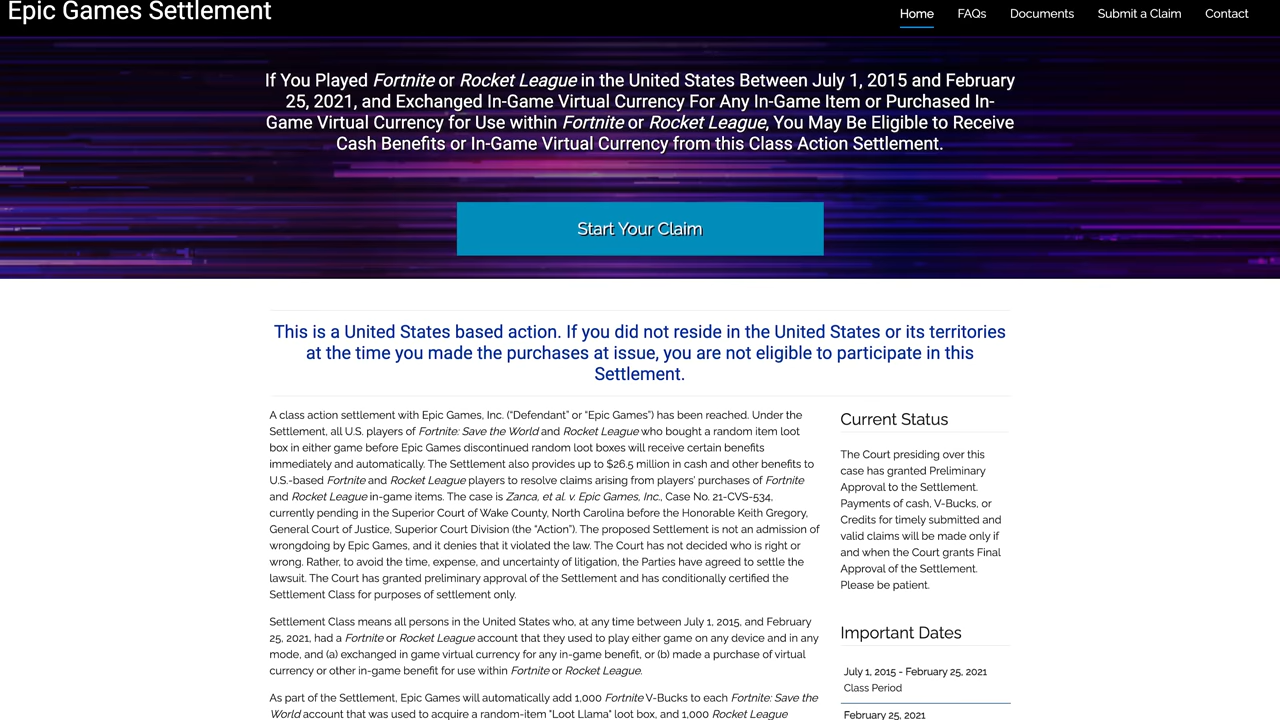 Epic Games Settlement
Home
FAQs
Documents
Submit a Claim
Contact
If You Played Fortnite or Rocket League in the United States Between July 1, 2015 and February
25, 2021, and Exchanged In-Game Virtual Currency For Any In-Game Item or Purchased In-
Game Virtual Currency for Use within Fortnite or Rocket League, You May Be Eligible to Receive
Cash Benefits or In-Game Virtual Currency from this Class Action Settlement.
Start Your Claim
This is a United States based action. If you did not reside in the United States or its territories
at the time you made the purchases at issue, you are not eligible to participate in this
Settlement.
A class action settlement with Epic Games, Inc. (“Defendant” or “Epic Games”) has been reached. Under the
Settlement, all U.S. players of Fortnite: Save the World and Rocket League who bought a random item loot
box in either game before Epic Games discontinued random loot boxes will receive certain benefits
immediately and automatically. The Settlement also provides up to $26.5 million in cash and other benefits to
U.S.-based Fortnite and Rocket League players to resolve claims arising from players’ purchases of Fortnite
and Rocket League in-game items. The case is Zanca, et al. v. Epic Games, Inc., Case No. 21-CVS-534,
currently pending in the Superior Court of Wake County, North Carolina before the Honorable Keith Gregory,
General Court of Justice, Superior Court Division (the “Action”). The proposed Settlement is not an admission of
wrongdoing by Epic Games, and it denies that it violated the law. The Court has not decided who is right or
wrong. Rather, to avoid the time, expense, and uncertainty of litigation, the Parties have agreed to settle the
lawsuit. The Court has granted preliminary approval of the Settlement and has conditionally certified the
Settlement Class for purposes of settlement only.
Settlement Class means all persons in the United States who, at any time between July 1, 2015, and February
25, 2021, had a Fortnite or Rocket League account that they used to play either game on any device and in any
mode, and (a) exchanged in game virtual currency for any in-game benefit, or (b) made a purchase of virtual
currency or other in-game benefit for use within Fortnite or Rocket League.
As part of the Settlement, Epic Games will automatically add 1,000 Fortnite V-Bucks to each Fortnite: Save the
World account that was used to acquire a random-item "Loot Llama" loot box, and 1,000 Rocket League
Current Status
The Court presiding over this
case has granted Preliminary
Approval to the Settlement.
Payments of cash, V-Bucks, or
Credits for timely submitted and
valid claims will be made only if
and when the Court grants Final
Approval of the Settlement.
Please be patient.
Important Dates
July 1, 2015 - February 25, 2021
Class Period
February 25, 2021